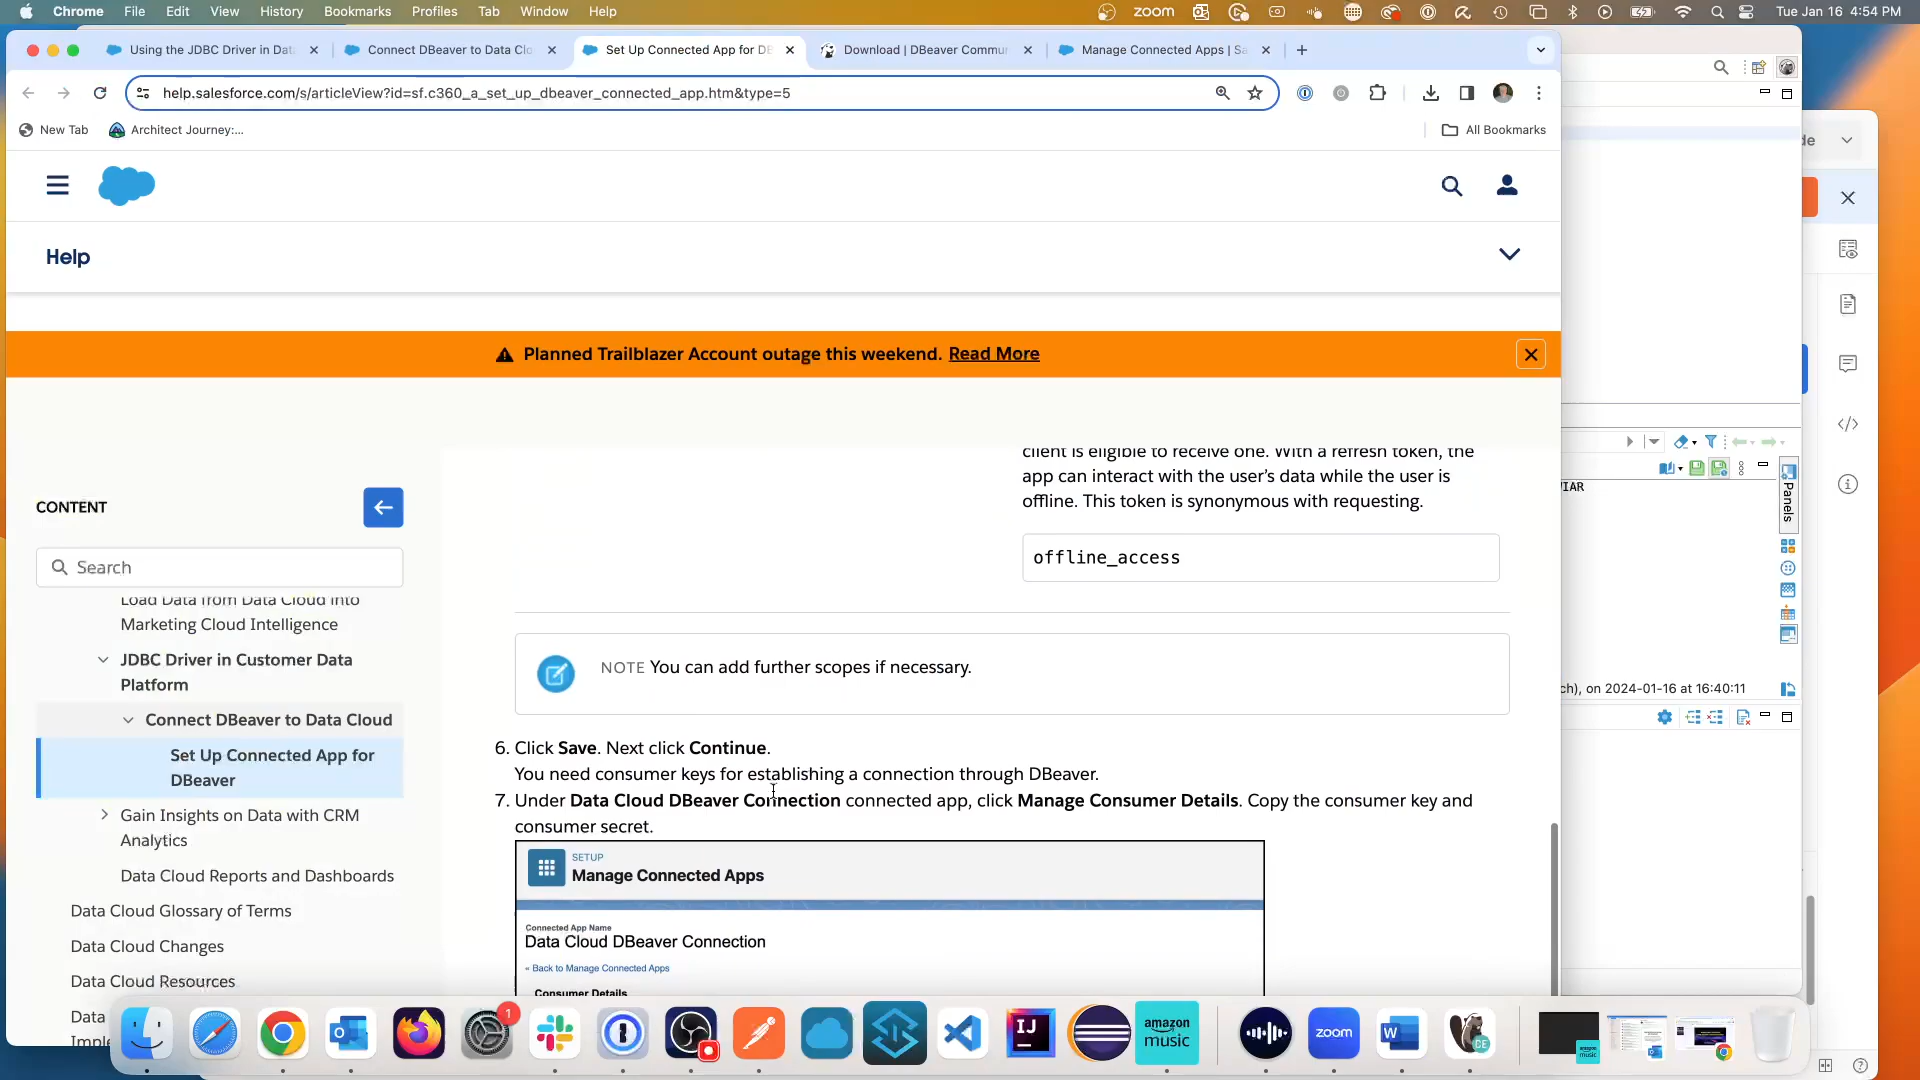 Chrome File Edit View History Bookmarks Profiles Tab Window Help zoom Tue Jan 16 4:54 PM
Using the JDBC Driver in Dat Connect DBeaver to Data Clo Set Up Connected App for DB Download | DBeaver Commun Manage Connected Apps | Sa
help.salesforce.com/s/articleView?id=sf.c360_a_set_up_dbeaver_connected_app.htm&type=5
New Tab Architect Journey:... All Bookmarks
de
Help
Planned Trailblazer Account outage this weekend. Read More
client is eligible to receive one. With a refresh token, the
app can interact with the user's data while the user is
offline. This token is synonymous with requesting.
offline_access
CONTENT
Search
Load Data from Data Cloud into
Marketing Cloud Intelligence
JDBC Driver in Customer Data
Platform
Connect DBeaver to Data Cloud
Set Up Connected App for
DBeaver
Gain Insights on Data with CRM
Analytics
Data Cloud Reports and Dashboards
Data Cloud Glossary of Terms
Data Cloud Changes
Data Cloud Resources
Data
Imple
NOTE You can add further scopes if necessary.
6. Click Save. Next click Continue.
You need consumer keys for establishing a connection through DBeaver.
7. Under Data Cloud DBeaver Connection connected app, click Manage Consumer Details. Copy the consumer key and
consumer secret.
SETUP
Manage Connected Apps
Connected App Name
Data Cloud DBeaver Connection
« Back to Manage Connected Apps
Consumer Details
Panels
ch), on 2024-01-16 at 16:40:11
1
IJ
amazon
music
zoom
W
DE